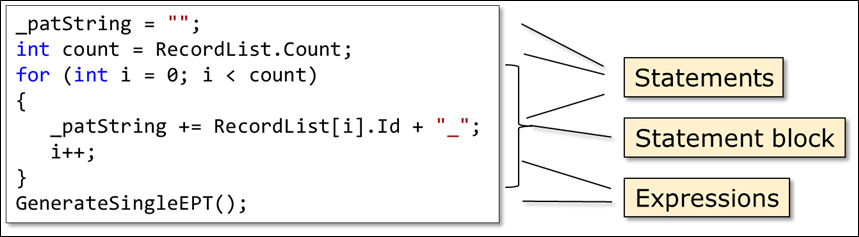 _patString = "";
int count = RecordList.Count;
for (int i = 0; i < count)
{
_patString += RecordList[i].Id + "_";
i++;
}
GenerateSingleEPT();
Statements
Statement block
Expressions